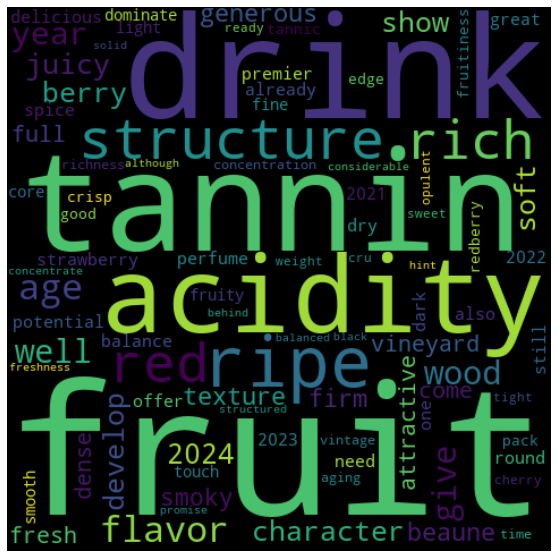 delicious dominate generous show great
year light ready tannic drink fruitiness
solid
juicy premier edge
berry already
spice fine
full structure rich
richness although concentration considerable opulent soft
core crisp tannin 2021
good dry sweet redberry
strawberry perfume weight cru hint 2022
concentrate
age acidity dark also
potential fruity still
behind
well balance red ripe balanced black vineyard
freshness texture firm wood come
offer structured attractive one tight
develop 2024 2023 vintage pack
dense touch need round
smooth smoky aging give cherry
promise
fresh flavor character beaune time
fruit